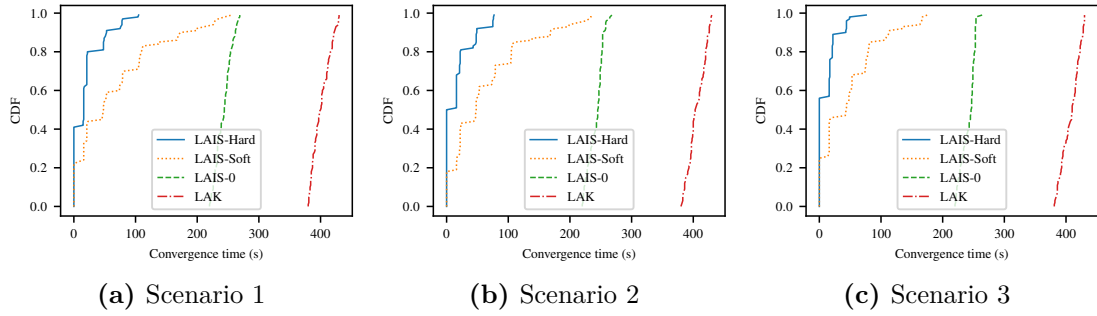 1.0
0.8
0.6
0.4
0.2
0.0
CDF
LAIS-Hard
LAIS-Soft
LAIS-0
LAK
0 100 200 300 400
Convergence time (s)
(a) Scenario 1
1.0
0.8
0.6
0.4
0.2
0.0
CDF
LAIS-Hard
LAIS-Soft
LAIS-0
LAK
0 100 200 300 400
Convergence time (s)
(b) Scenario 2
1.0
0.8
0.6
0.4
0.2
0.0
CDF
LAIS-Hard
LAIS-Soft
LAIS-0
LAK
0 100 200 300 400
Convergence time (s)
(c) Scenario 3